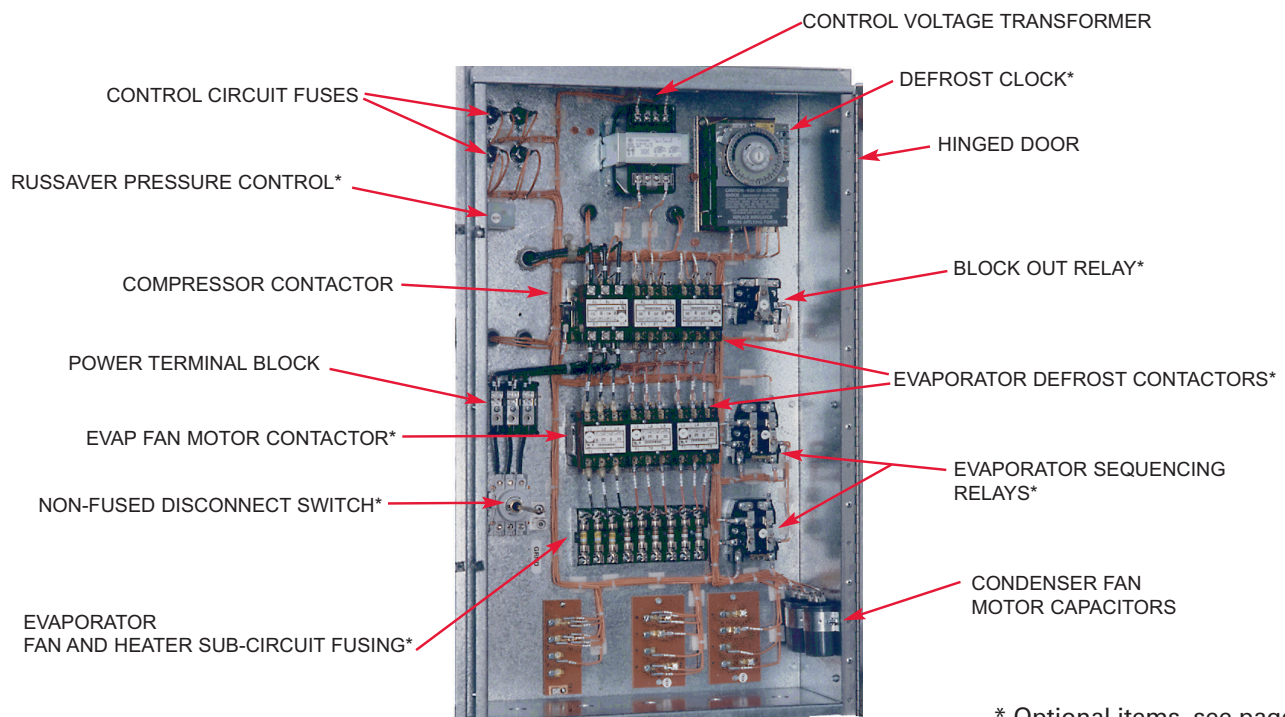 CONTROL VOLTAGE TRANSFORMER
CONTROL CIRCUIT FUSES
DEFROST CLOCK*
HINGED DOOR
RUSSAVER PRESSURE CONTROL*
COMPRESSOR CONTACTOR
BLOCK OUT RELAY*
POWER TERMINAL BLOCK
EVAPORATOR DEFROST CONTACTORS*
EVAP FAN MOTOR CONTACTOR*
EVAPORATOR SEQUENCING
RELAYS*
NON-FUSED DISCONNECT SWITCH*
GRND
CONDENSER FAN
MOTOR CAPACITORS
EVAPORATOR
FAN AND HEATER SUB-CIRCUIT FUSING*
* Optional items, see page